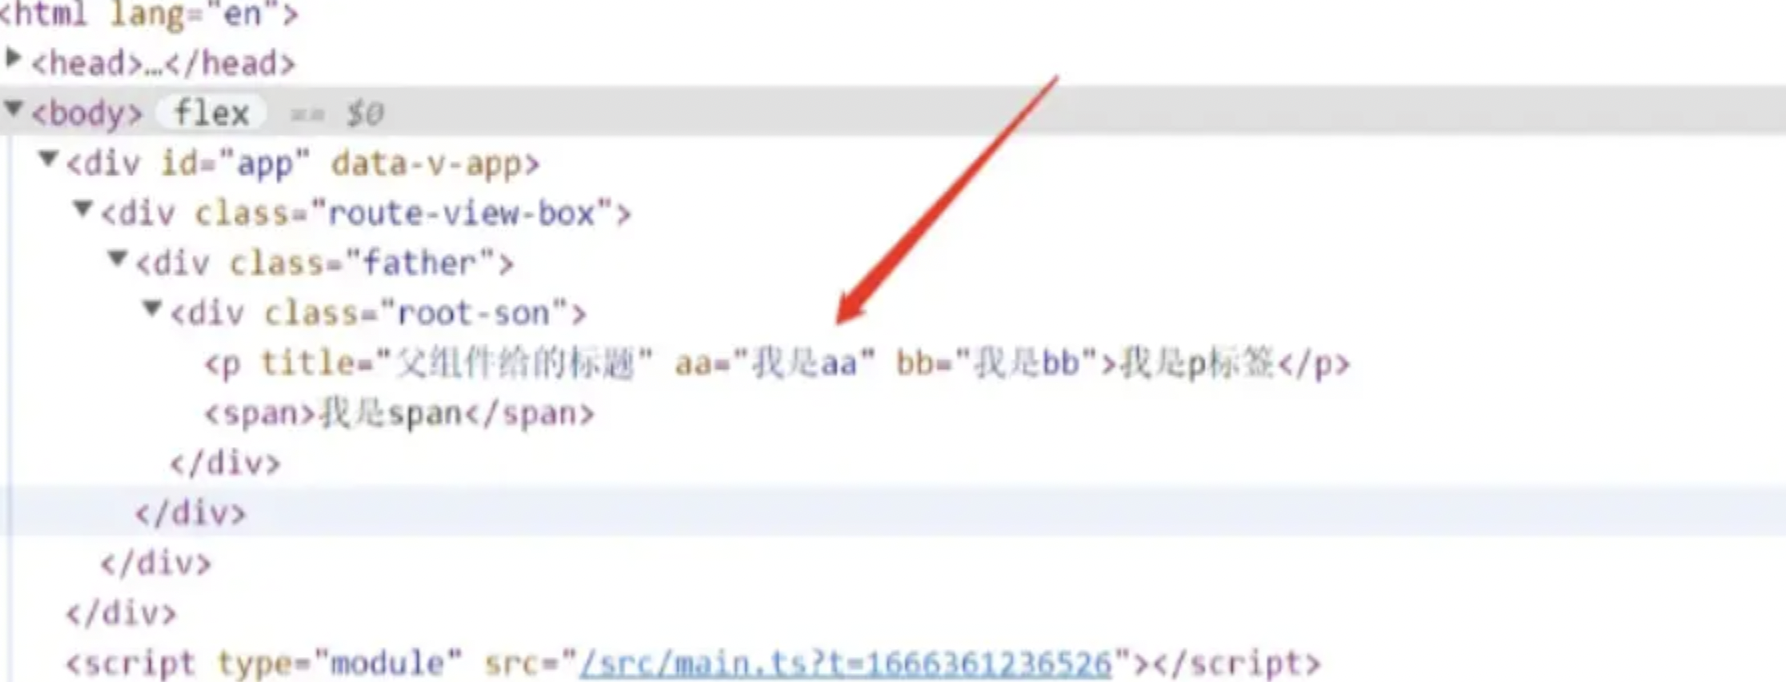 <html lang="en">
<head>…</head>
<body> flex == $0
<div id="app" data-v-app>
<div class="route-view-box">
<div class="father">
<div class="root-son">
<p title="父组件给的标题" aa="我是aa" bb="我是bb">我是p标签</p>
<span>我是span</span>
</div>
</div>
</div>
</div>
<script type="module" src="/src/main.ts?t=1666361236526"></script>